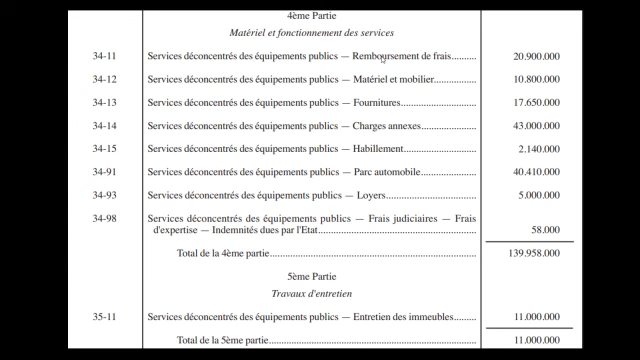 4ème Partie
Matériel et fonctionnement des services
34-11 Services déconcentrés des équipements publics — Remboursement de frais.......... 20.900.000
34-12 Services déconcentrés des équipements publics — Matériel et mobilier................ 10.800.000
34-13 Services déconcentrés des équipements publics — Fournitures............................ 17.650.000
34-14 Services déconcentrés des équipements publics — Charges annexes..................... 43.000.000
34-15 Services déconcentrés des équipements publics — Habillement........................... 2.140.000
34-91 Services déconcentrés des équipements publics — Parc automobile..................... 40.410.000
34-93 Services déconcentrés des équipements publics — Loyers.................................. 5.000.000
34-98 Services déconcentrés des équipements publics — Frais judiciaires — Frais
d'expertise — Indemnités dues par l'Etat............................................................ 58.000
Total de la 4ème partie................................................................................ 139.958.000
5ème Partie
Travaux d'entretien
35-11 Services déconcentrés des équipements publics — Entretien des immeubles......... 11.000.000
Total de la 5ème partie................................................................................ 11.000.000